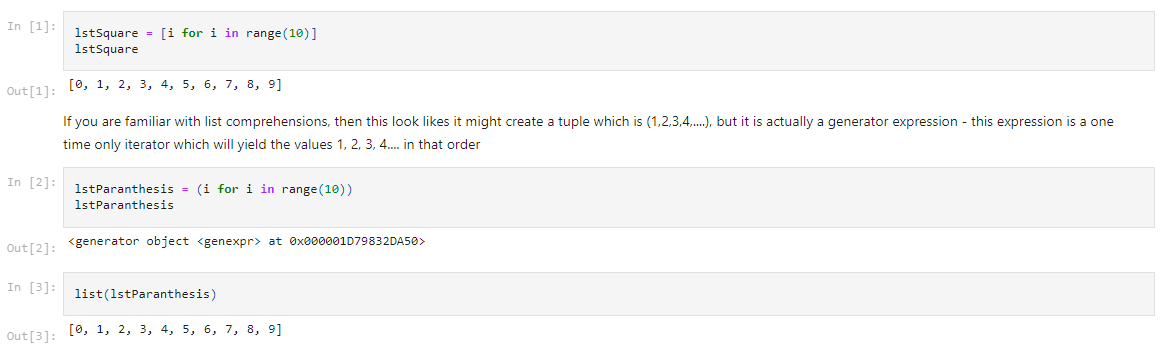 In [1]:
lstSquare = [i for i in range(10)]
lstSquare
Out[1]:
[0, 1, 2, 3, 4, 5, 6, 7, 8, 9]
If you are familiar with list comprehensions, then this look likes it might create a tuple which is (1,2,3,4,....), but it is actually a generator expression - this expression is a one
time only iterator which will yield the values 1, 2, 3, 4.... in that order
In [2]:
lstParanthesis = (i for i in range(10))
lstParanthesis
Out[2]:
<generator object <genexpr> at 0x000001D79832DA50>
In [3]:
list(lstParanthesis)
Out[3]:
[0, 1, 2, 3, 4, 5, 6, 7, 8, 9]